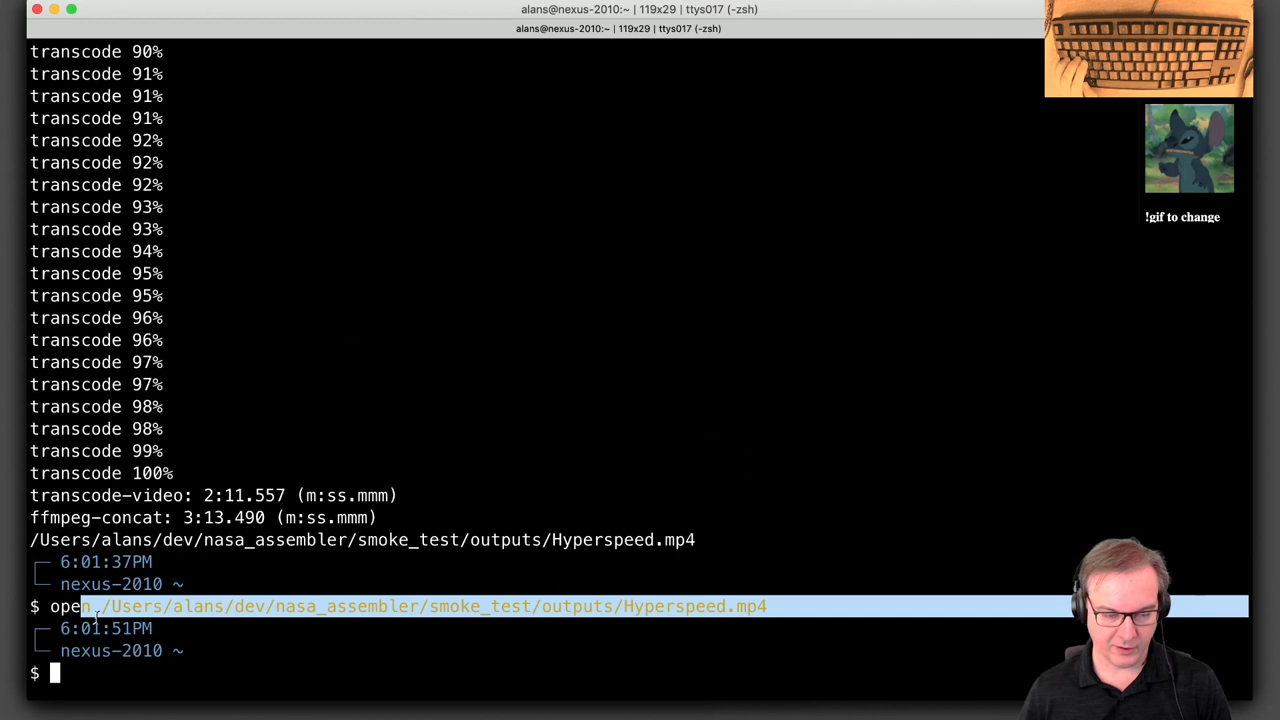 alans@nexus-2010:~ | 119x29 | ttys017 (-zsh)
alans@nexus-2010:~ | 119x29 | ttys017 (-zsh)
transcode 90%
transcode 91%
transcode 91%
transcode 91%
transcode 92%
transcode 92%
transcode 92%
transcode 93%
transcode 93%
transcode 94%
transcode 95%
transcode 95%
transcode 96%
transcode 96%
transcode 97%
transcode 97%
transcode 98%
transcode 98%
transcode 99%
transcode 100%
transcode-video: 2:11.557 (m:ss.mmm)
ffmpeg-concat: 3:13.490 (m:ss.mmm)
/Users/alans/dev/nasa_assembler/smoke_test/outputs/Hyperspeed.mp4
6:01:37PM
nexus-2010 ~
$ open /Users/alans/dev/nasa_assembler/smoke_test/outputs/Hyperspeed.mp4
6:01:51PM
nexus-2010 ~
$
!gif to change